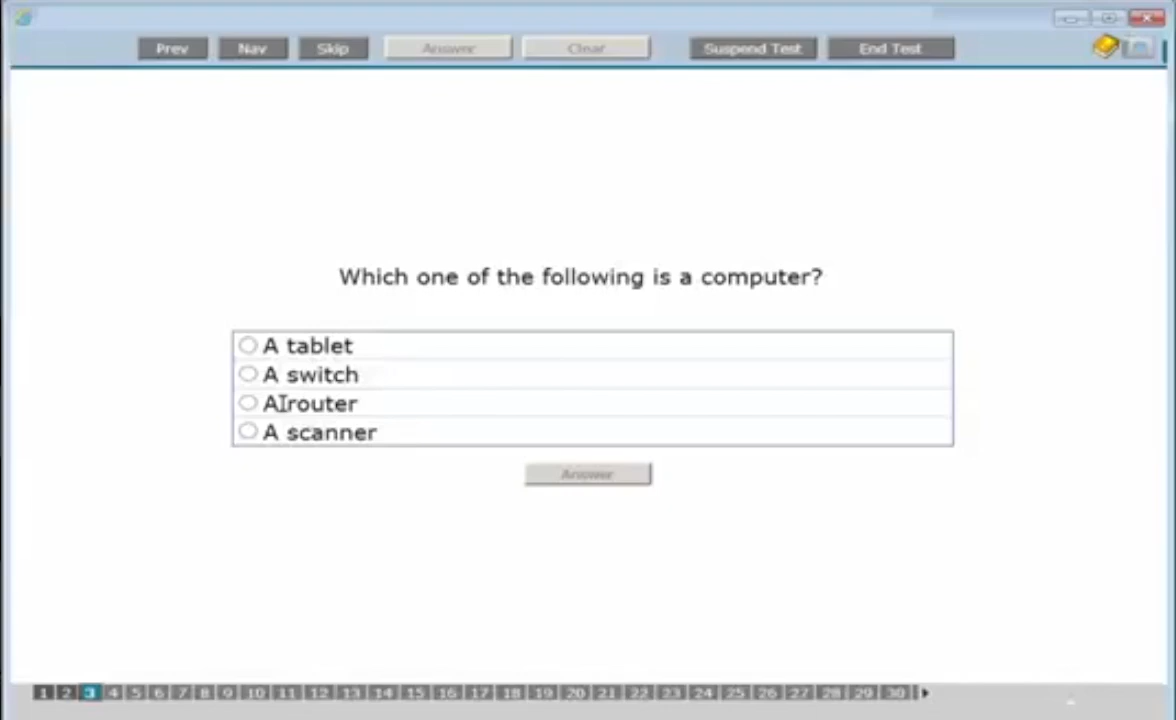 Prev Nav Skip Answer Clear Suspend Test End Test
Which one of the following is a computer?
A tablet
A switch
A router
A scanner
Answer
1 2 3 4 5 6 7 8 9 10 11 12 13 14 15 16 17 18 19 20 21 22 23 24 25 26 27 28 29 30